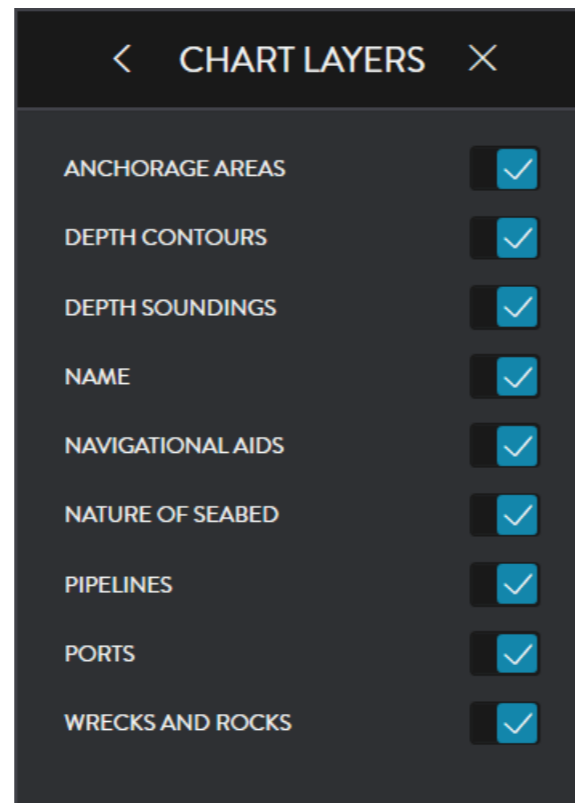 CHART LAYERS
ANCHORAGE AREAS
DEPTH CONTOURS
DEPTH SOUNDINGS
NAME
NAVIGATIONAL AIDS
NATURE OF SEABED
PIPELINES
PORTS
WRECKS AND ROCKS